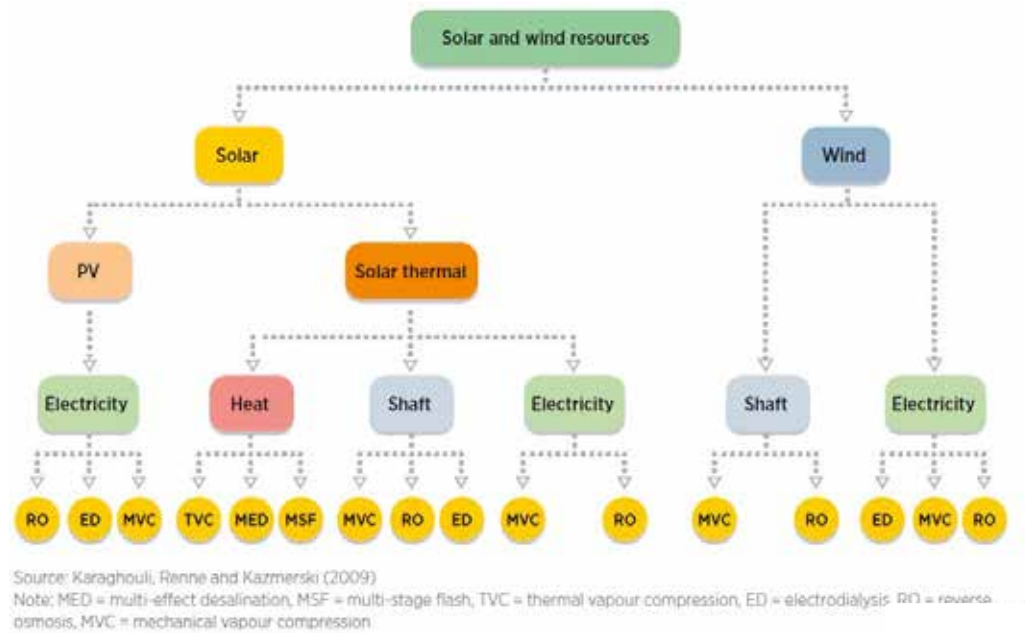 Solar and wind resources
Solar
Wind
PV
Solar thermal
Electricity
Heat
Shaft
Electricity
Shaft
Electricity
RO
ED
MVC
TVC
MED
MSF
MVC
RO
ED
MVC
RO
MVC
RO
ED
MVC
RO
Source: Karaghouli, Renne and Kazmerski (2009)
Note: MED = multi-effect desalination, MSF = multi-stage flash, TVC = thermal vapour compression, ED = electrodialysis, RO = reverse
osmosis, MVC = mechanical vapour compression